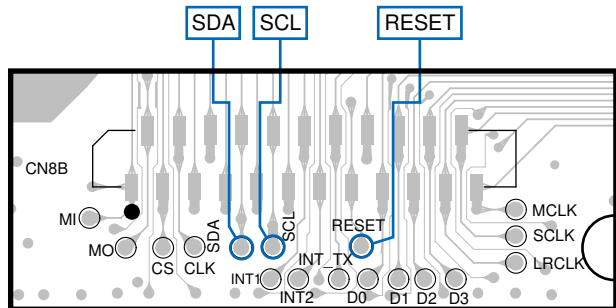 SDA SCL RESET
CN8B
MI
MO
CS
CLK
SDA
SCL
RESET
MCLK
SCLK
LRCLK
INT1
INT2
INT_TX
D0
D1
D2
D3